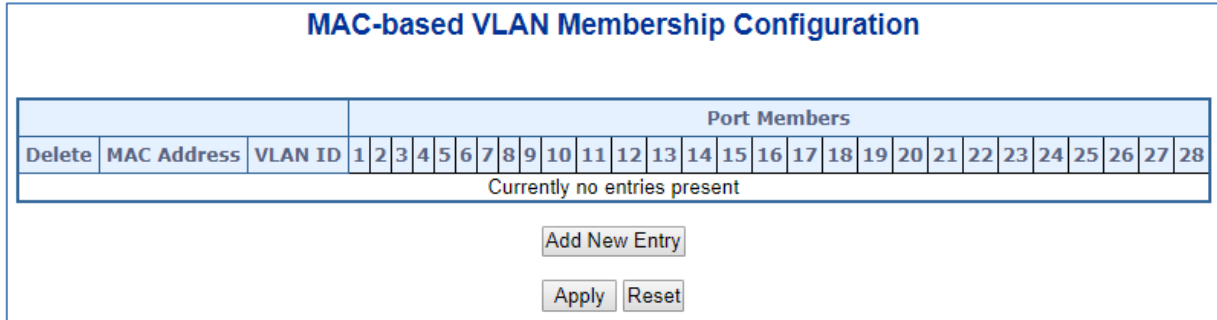 MAC-based VLAN Membership Configuration
Port Members
Delete MAC Address VLAN ID 1 2 3 4 5 6 7 8 9 10 11 12 13 14 15 16 17 18 19 20 21 22 23 24 25 26 27 28
Currently no entries present
Add New Entry
Apply Reset